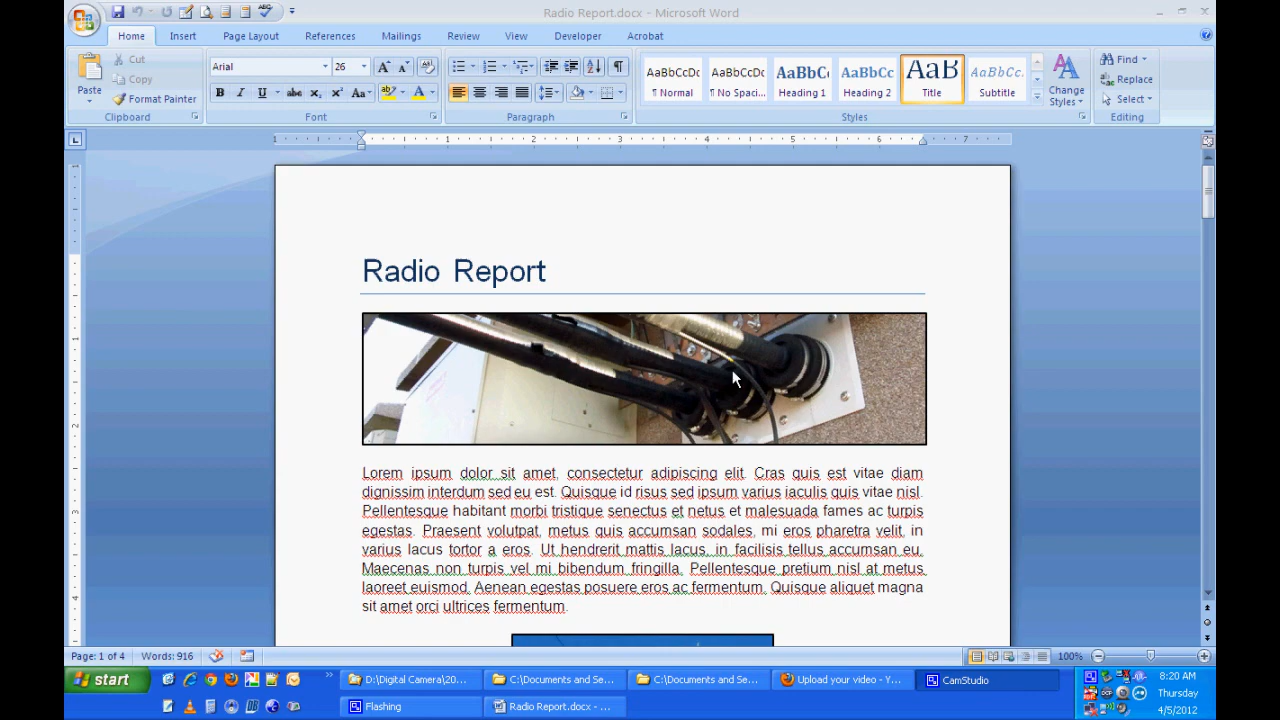 Radio Report.docx - Microsoft Word
Home Insert Page Layout References Mailings Review View Developer Acrobat
Paste
Cut
Copy
Format Painter
Clipboard
Arial 26
Font
Paragraph
AaBbCcDc AaBbCcDc AaBbC AaBbCc AaB AaBbCc.
¶ Normal ¶ No Spaci... Heading 1 Heading 2 Title Subtitle
Change Styles
Styles
Find
Replace
Select
Editing
1 1 2 3 4 5 6 7
Radio Report
Lorem ipsum dolor sit amet, consectetur adipiscing elit. Cras quis est vitae diam
dignissim interdum sed eu est. Quisque id risus sed ipsum varius iaculis quis vitae nisl.
Pellentesque habitant morbi tristique senectus et netus et malesuada fames ac turpis
egestas. Praesent volutpat, metus quis accumsan sodales, mi eros pharetra velit, in
varius lacus tortor a eros. Ut hendrerit mattis lacus, in facilisis tellus accumsan eu.
Maecenas non turpis vel mi bibendum fringilla. Pellentesque pretium nisl at metus
laoreet euismod. Aenean egestas posuere eros ac fermentum. Quisque aliquet magna
sit amet orci ultrices fermentum.
Page: 1 of 4 Words: 916 100%
start D:\Digital Camera\20... C:\Documents and Se... C:\Documents and Se... Upload your video - Y... CamStudio 8:20 AM
Thursday
Flashing Radio Report.docx - ... 4/5/2012